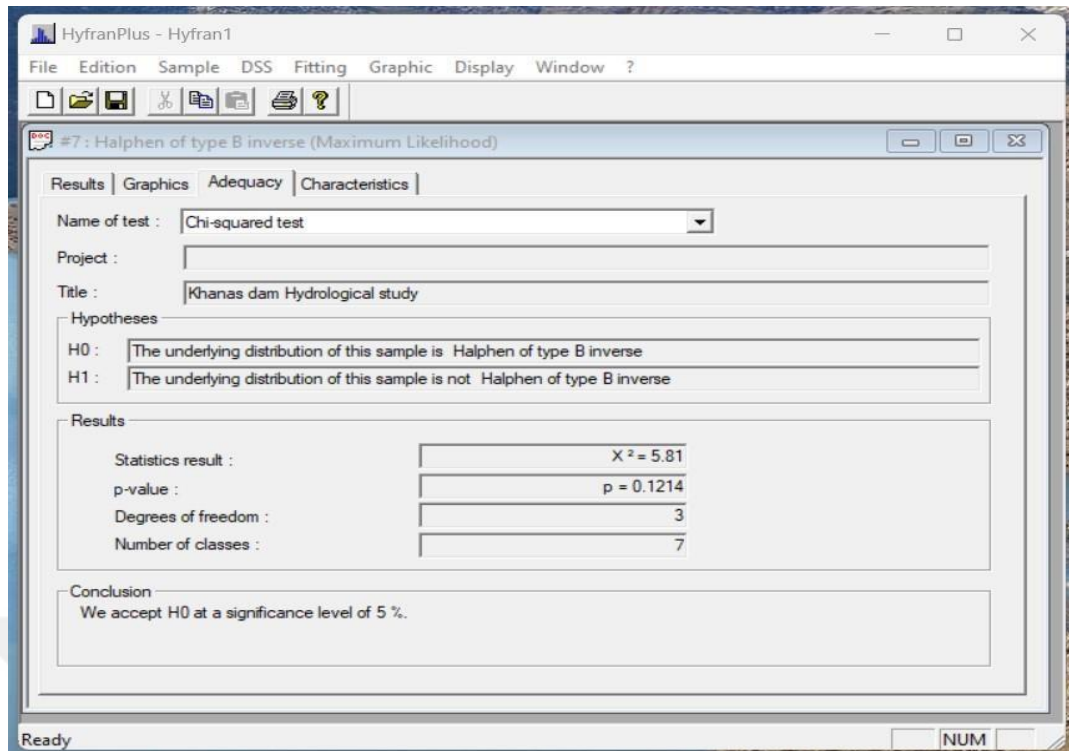 HyfranPlus - Hyfran1
File Edition Sample DSS Fitting Graphic Display Window ?
#7 : Halphen of type B inverse (Maximum Likelihood)
Results Graphics Adequacy Characteristics
Name of test : Chi-squared test
Project :
Title : Khanas dam Hydrological study
Hypotheses
H0 : The underlying distribution of this sample is Halphen of type B inverse
H1 : The underlying distribution of this sample is not Halphen of type B inverse
Results
Statistics result : X ² = 5.81
p-value : p = 0.1214
Degrees of freedom : 3
Number of classes : 7
Conclusion
We accept H0 at a significance level of 5 %.
Ready NUM